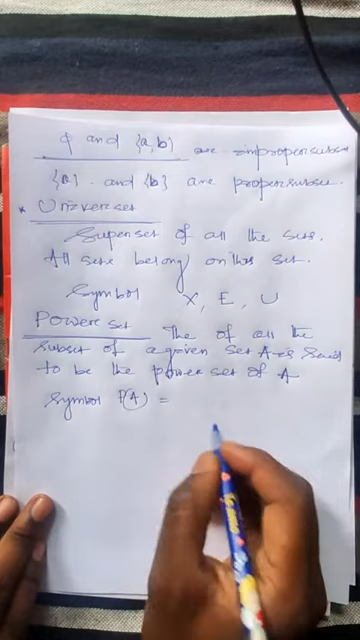 φ and {a,b} are improper subset
{a}. and {b} are proper subset.
* Universet
Super set of all the sets.
All sets belong on this set.
Symbol X, E, U
Power set
The of all the
subset of a given set A is said
to be the power set of A
Symbol P(A) =